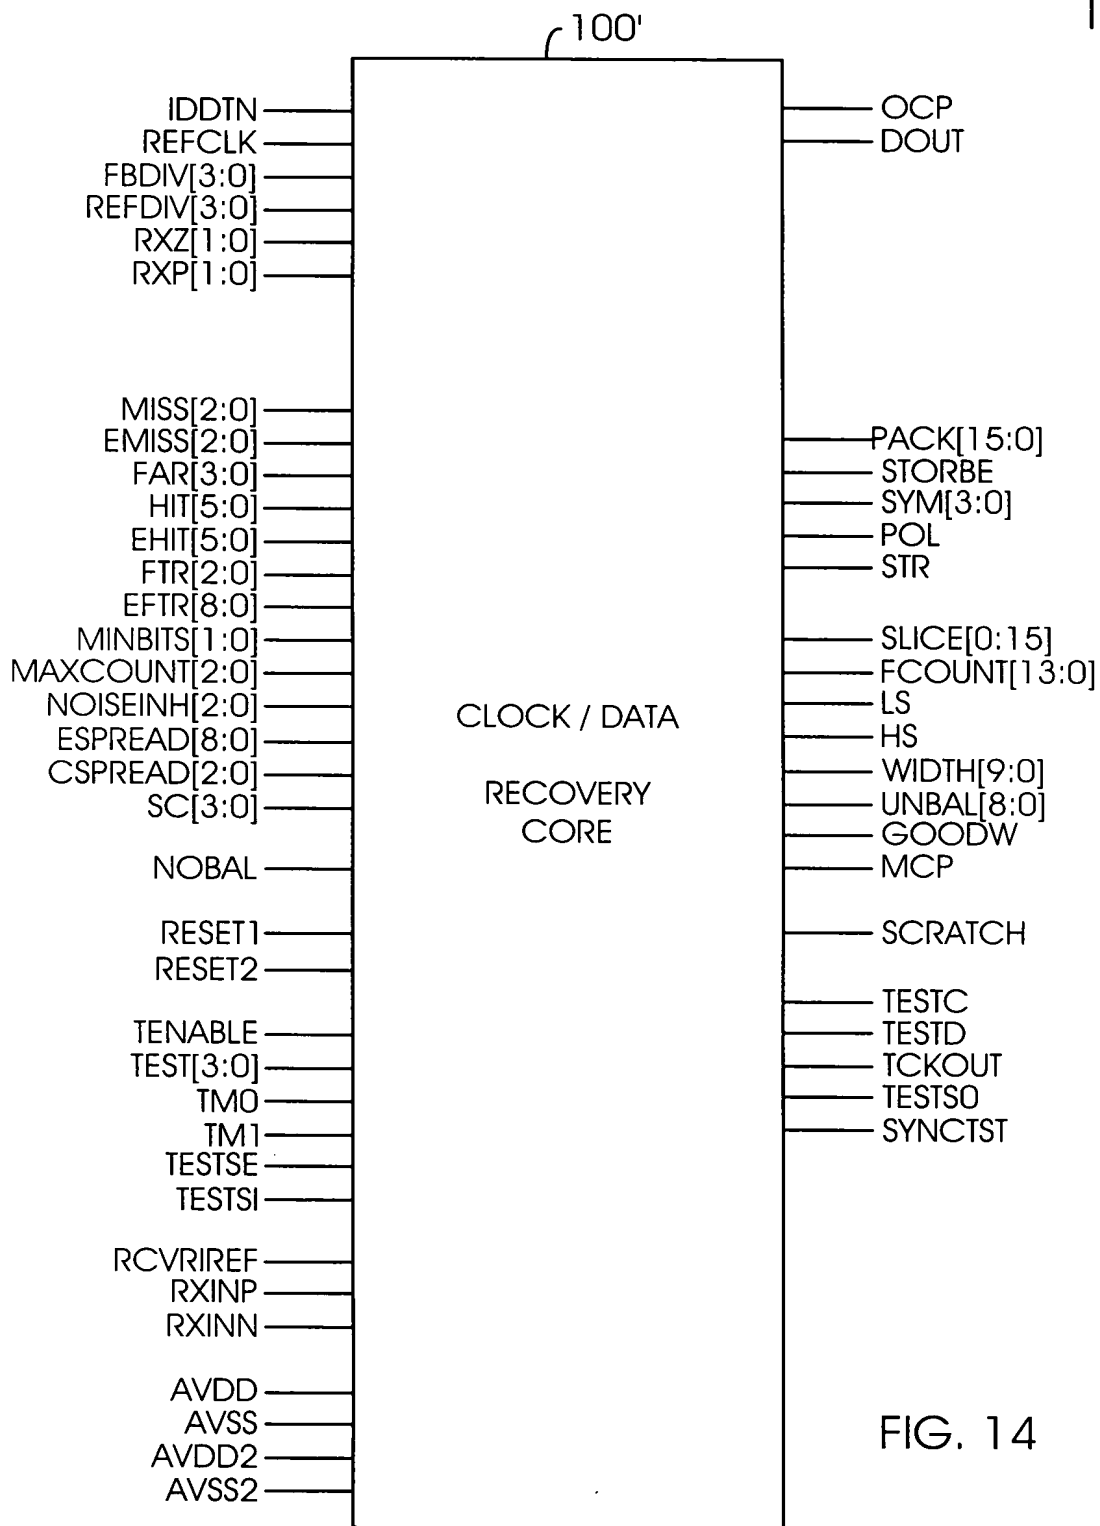 100'
IDDTN
REFCLK
FBDIV[3:0]
REFDIV[3:0]
RXZ[1:0]
RXP[1:0]
MISS[2:0]
EMISS[2:0]
FAR[3:0]
HIT[5:0]
EHIT[5:0]
FTR[2:0]
EFTR[8:0]
MINBITS[1:0]
MAXCOUNT[2:0]
NOISEINH[2:0]
ESPREAD[8:0]
CSPREAD[2:0]
SC[3:0]
NOBAL
RESET1
RESET2
TENABLE
TEST[3:0]
TM0
TM1
TESTSE
TESTSI
RCVRIREF
RXINP
RXINN
AVDD
AVSS
AVDD2
AVSS2
CLOCK / DATA
RECOVERY
CORE
OCP
DOUT
PACK[15:0]
STORBE
SYM[3:0]
POL
STR
SLICE[0:15]
FCOUNT[13:0]
LS
HS
WIDTH[9:0]
UNBAL[8:0]
GOODW
MCP
SCRATCH
TESTC
TESTD
TCKOUT
TESTS0
SYNCTST
FIG. 14